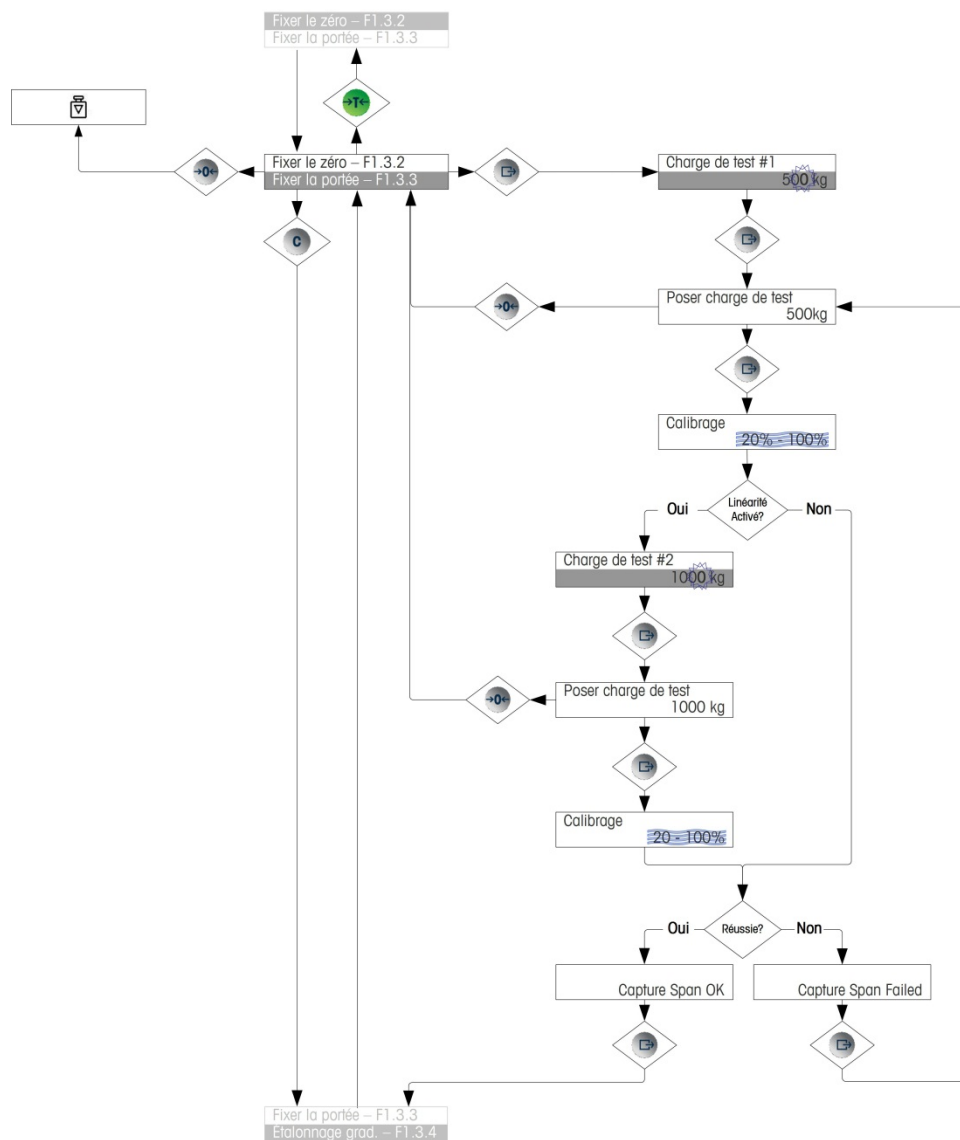 Fixer le zéro – F1.3.2
Fixer la portée – F1.3.3
→T←
→0←
Fixer le zéro – F1.3.2
Fixer la portée – F1.3.3
C
Charge de test #1
500 kg
→0←
Poser charge de test
500kg
Calibrage
20% - 100%
Linéarité
Activé?
Oui
Non
Charge de test #2
1000 kg
→0←
Poser charge de test
1000 kg
Calibrage
20 - 100%
Réussie?
Oui
Non
Capture Span OK
Capture Span Failed
Fixer la portée – F1.3.3
Étalonnage grad. – F1.3.4